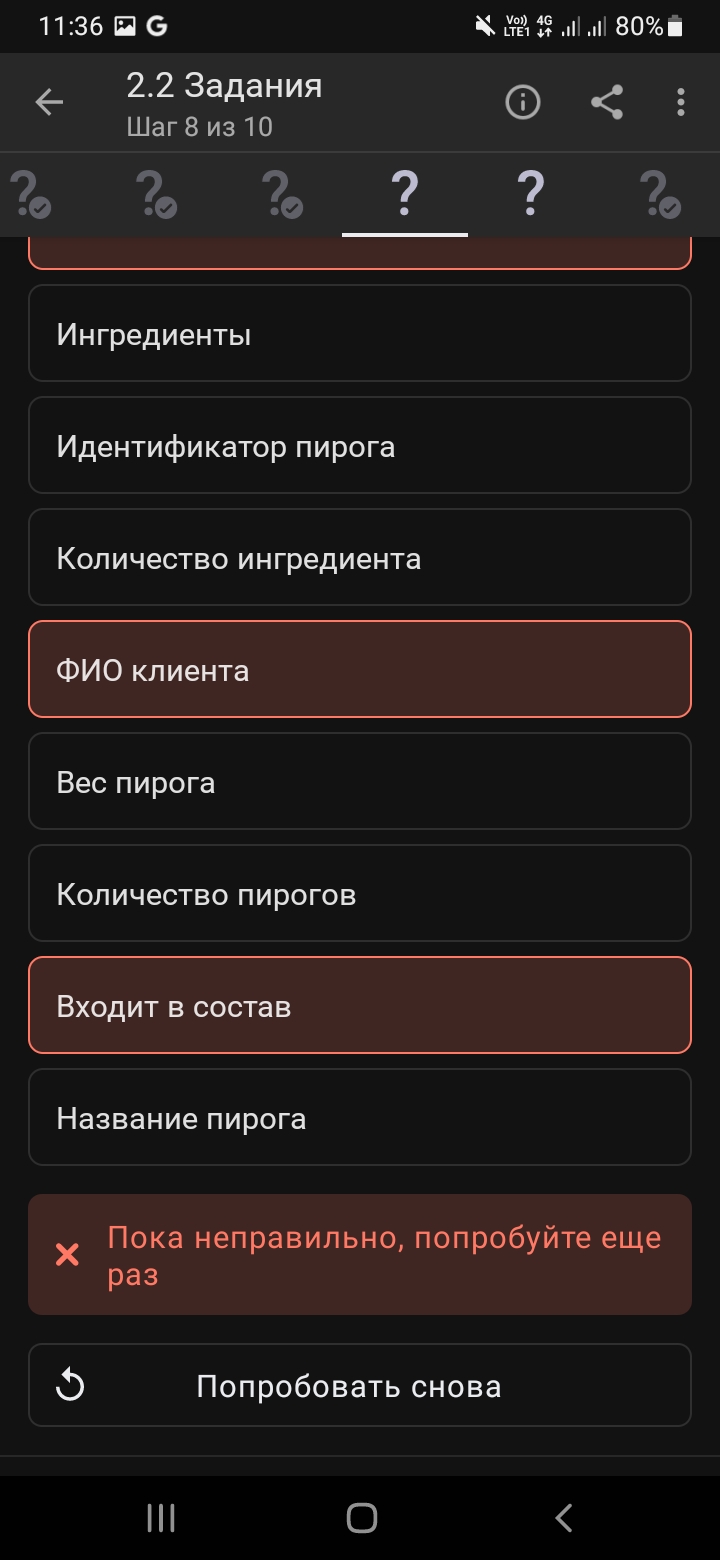 11:36
Vo)) 4G 80%
LTE1
2.2 Задания
Шаг 8 из 10
Ингредиенты
Идентификатор пирога
Количество ингредиента
ФИО клиента
Вес пирога
Количество пирогов
Входит в состав
Название пирога
Пока неправильно, попробуйте еще
раз
Попробовать снова